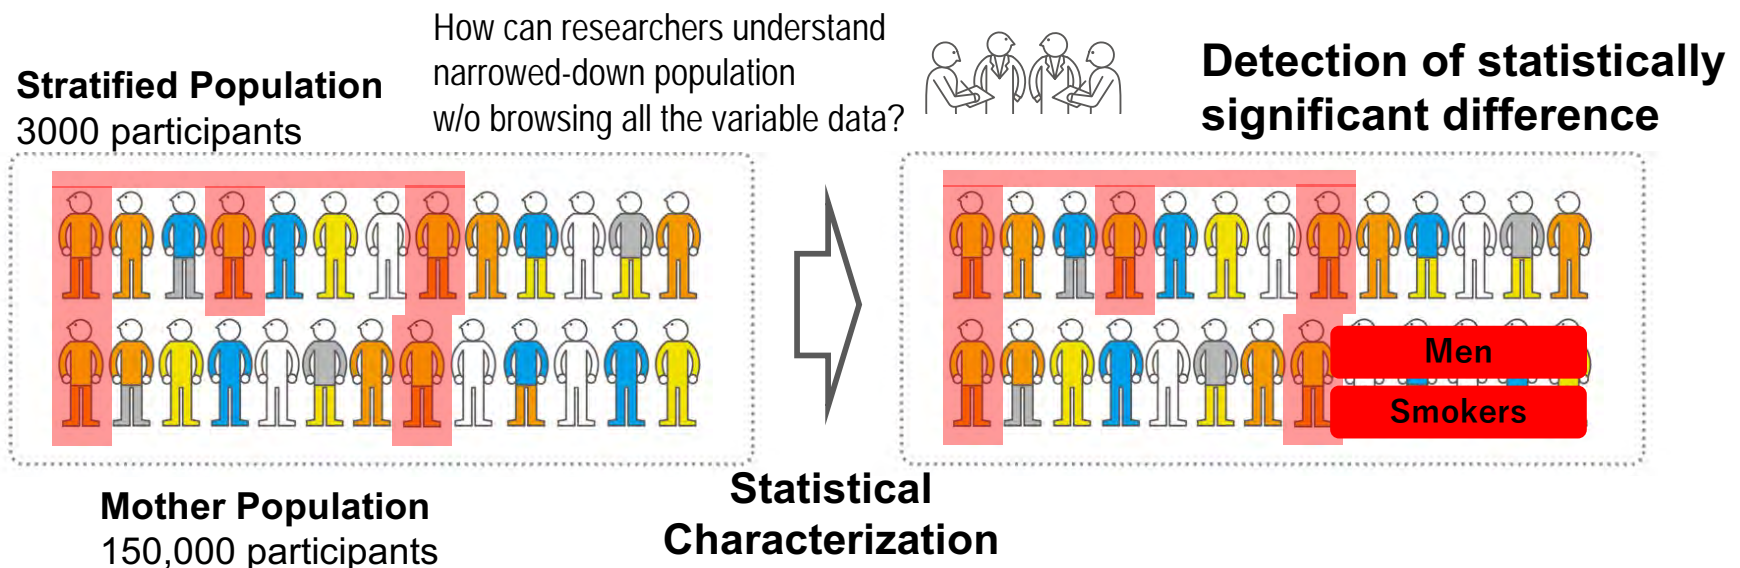 Stratified Population
3000 participants
How can researchers understand
narrowed-down population
w/o browsing all the variable data?
Detection of statistically
significant difference
Men
Smokers
Mother Population
150,000 participants
Statistical
Characterization